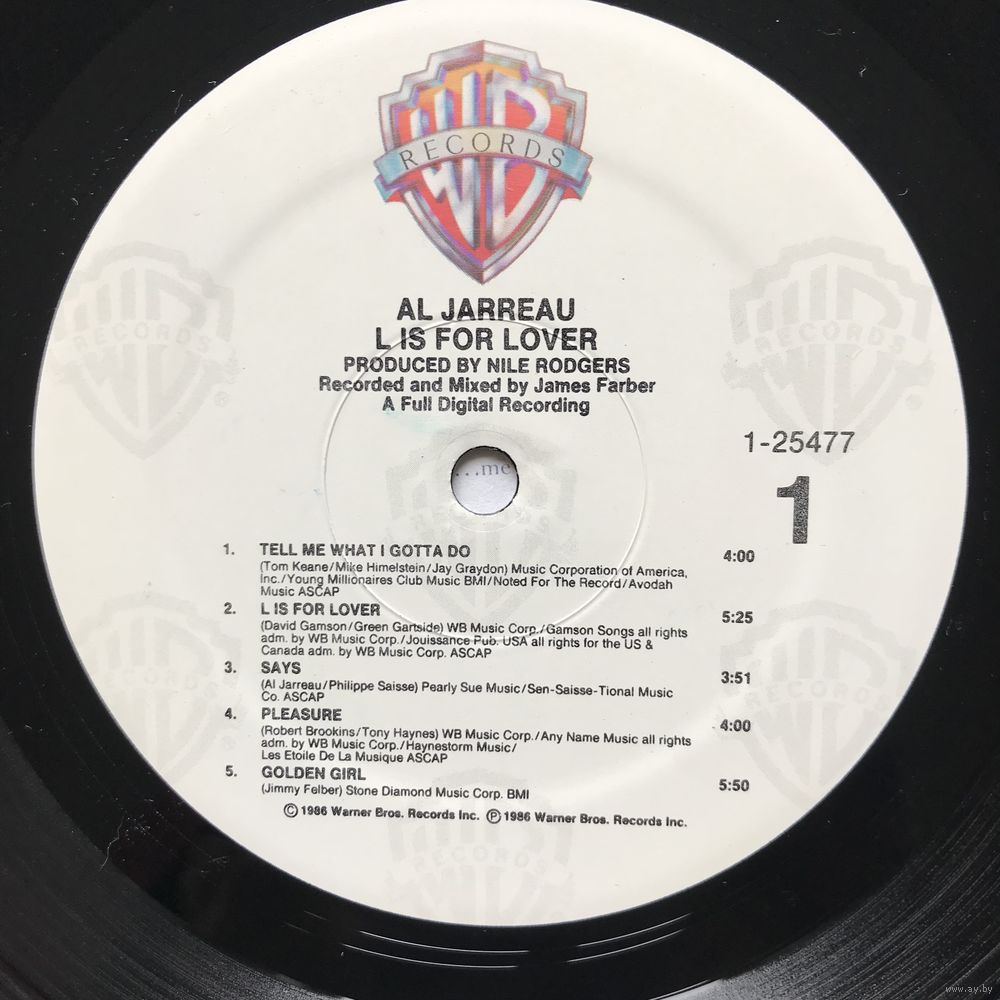 WB
RECORDS
AL JARREAU
L IS FOR LOVER
PRODUCED BY NILE RODGERS
Recorded and Mixed by James Farber
A Full Digital Recording
RECORDS
RECORDS
1-25477
1
...me
1. TELL ME WHAT I GOTTA DO 4:00
(Tom Keane/Mike Himelstein/Jay Graydon) Music Corporation of America,
Inc./Young Millionaires Club Music BMI/Noted For The Record/Avodah
Music ASCAP
2. L IS FOR LOVER 5:25
(David Gamson/Green Gartside) WB Music Corp./Gamson Songs all rights
adm. by WB Music Corp./Jouissance Pub. USA all rights for the US &
Canada adm. by WB Music Corp. ASCAP
3. SAYS 3:51
(Al Jarreau/Philippe Saisse) Pearly Sue Music/Sen-Saisse-Tional Music
Co. ASCAP
4. PLEASURE 4:00
(Robert Brookins/Tony Haynes) WB Music Corp./Any Name Music all rights
adm. by WB Music Corp./Haynestorm Music/
Les Etoile De La Musique ASCAP
5. GOLDEN GIRL 5:50
(Jimmy Felber) Stone Diamond Music Corp. BMI
© 1986 Warner Bros. Records Inc. ℗ 1986 Warner Bros. Records Inc.
RECORDS
www.ay.by